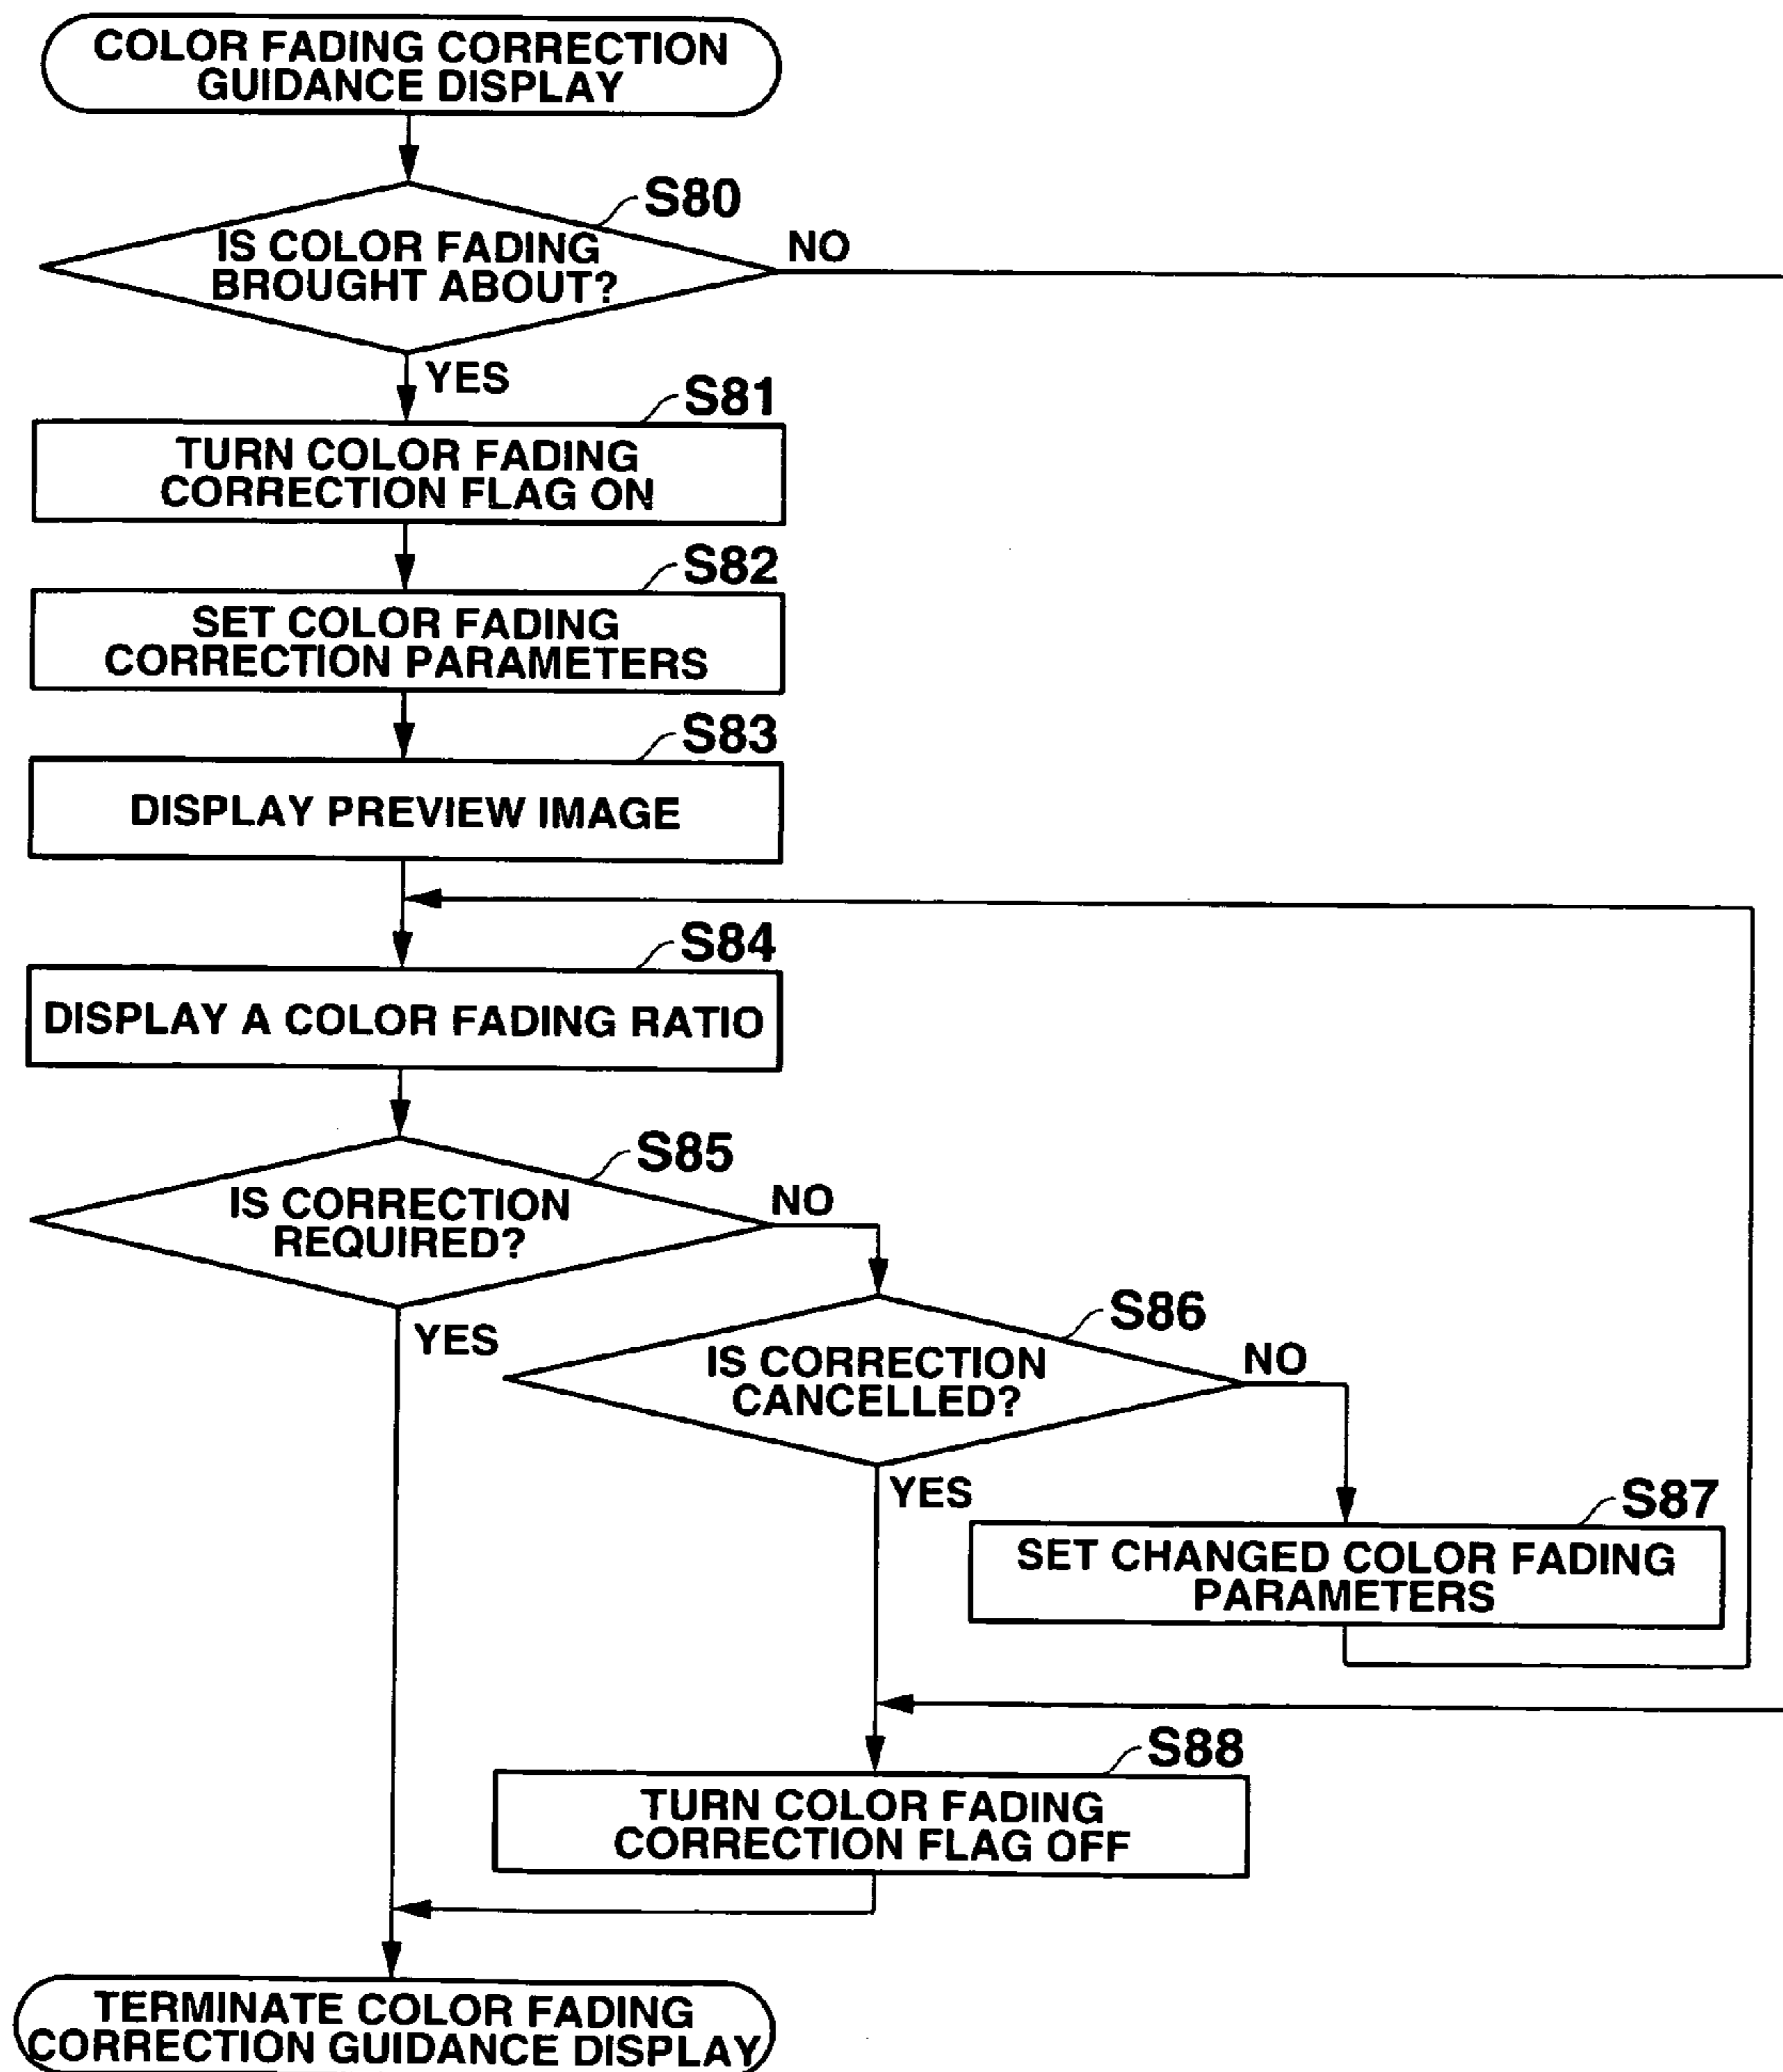 COLOR FADING CORRECTION
GUIDANCE DISPLAY
S80
IS COLOR FADING
BROUGHT ABOUT?
NO
YES
S81
TURN COLOR FADING
CORRECTION FLAG ON
S82
SET COLOR FADING
CORRECTION PARAMETERS
S83
DISPLAY PREVIEW IMAGE
S84
DISPLAY A COLOR FADING RATIO
S85
IS CORRECTION
REQUIRED?
NO
YES
S86
IS CORRECTION
CANCELLED?
NO
YES
S87
SET CHANGED COLOR FADING
PARAMETERS
S88
TURN COLOR FADING
CORRECTION FLAG OFF
TERMINATE COLOR FADING
CORRECTION GUIDANCE DISPLAY